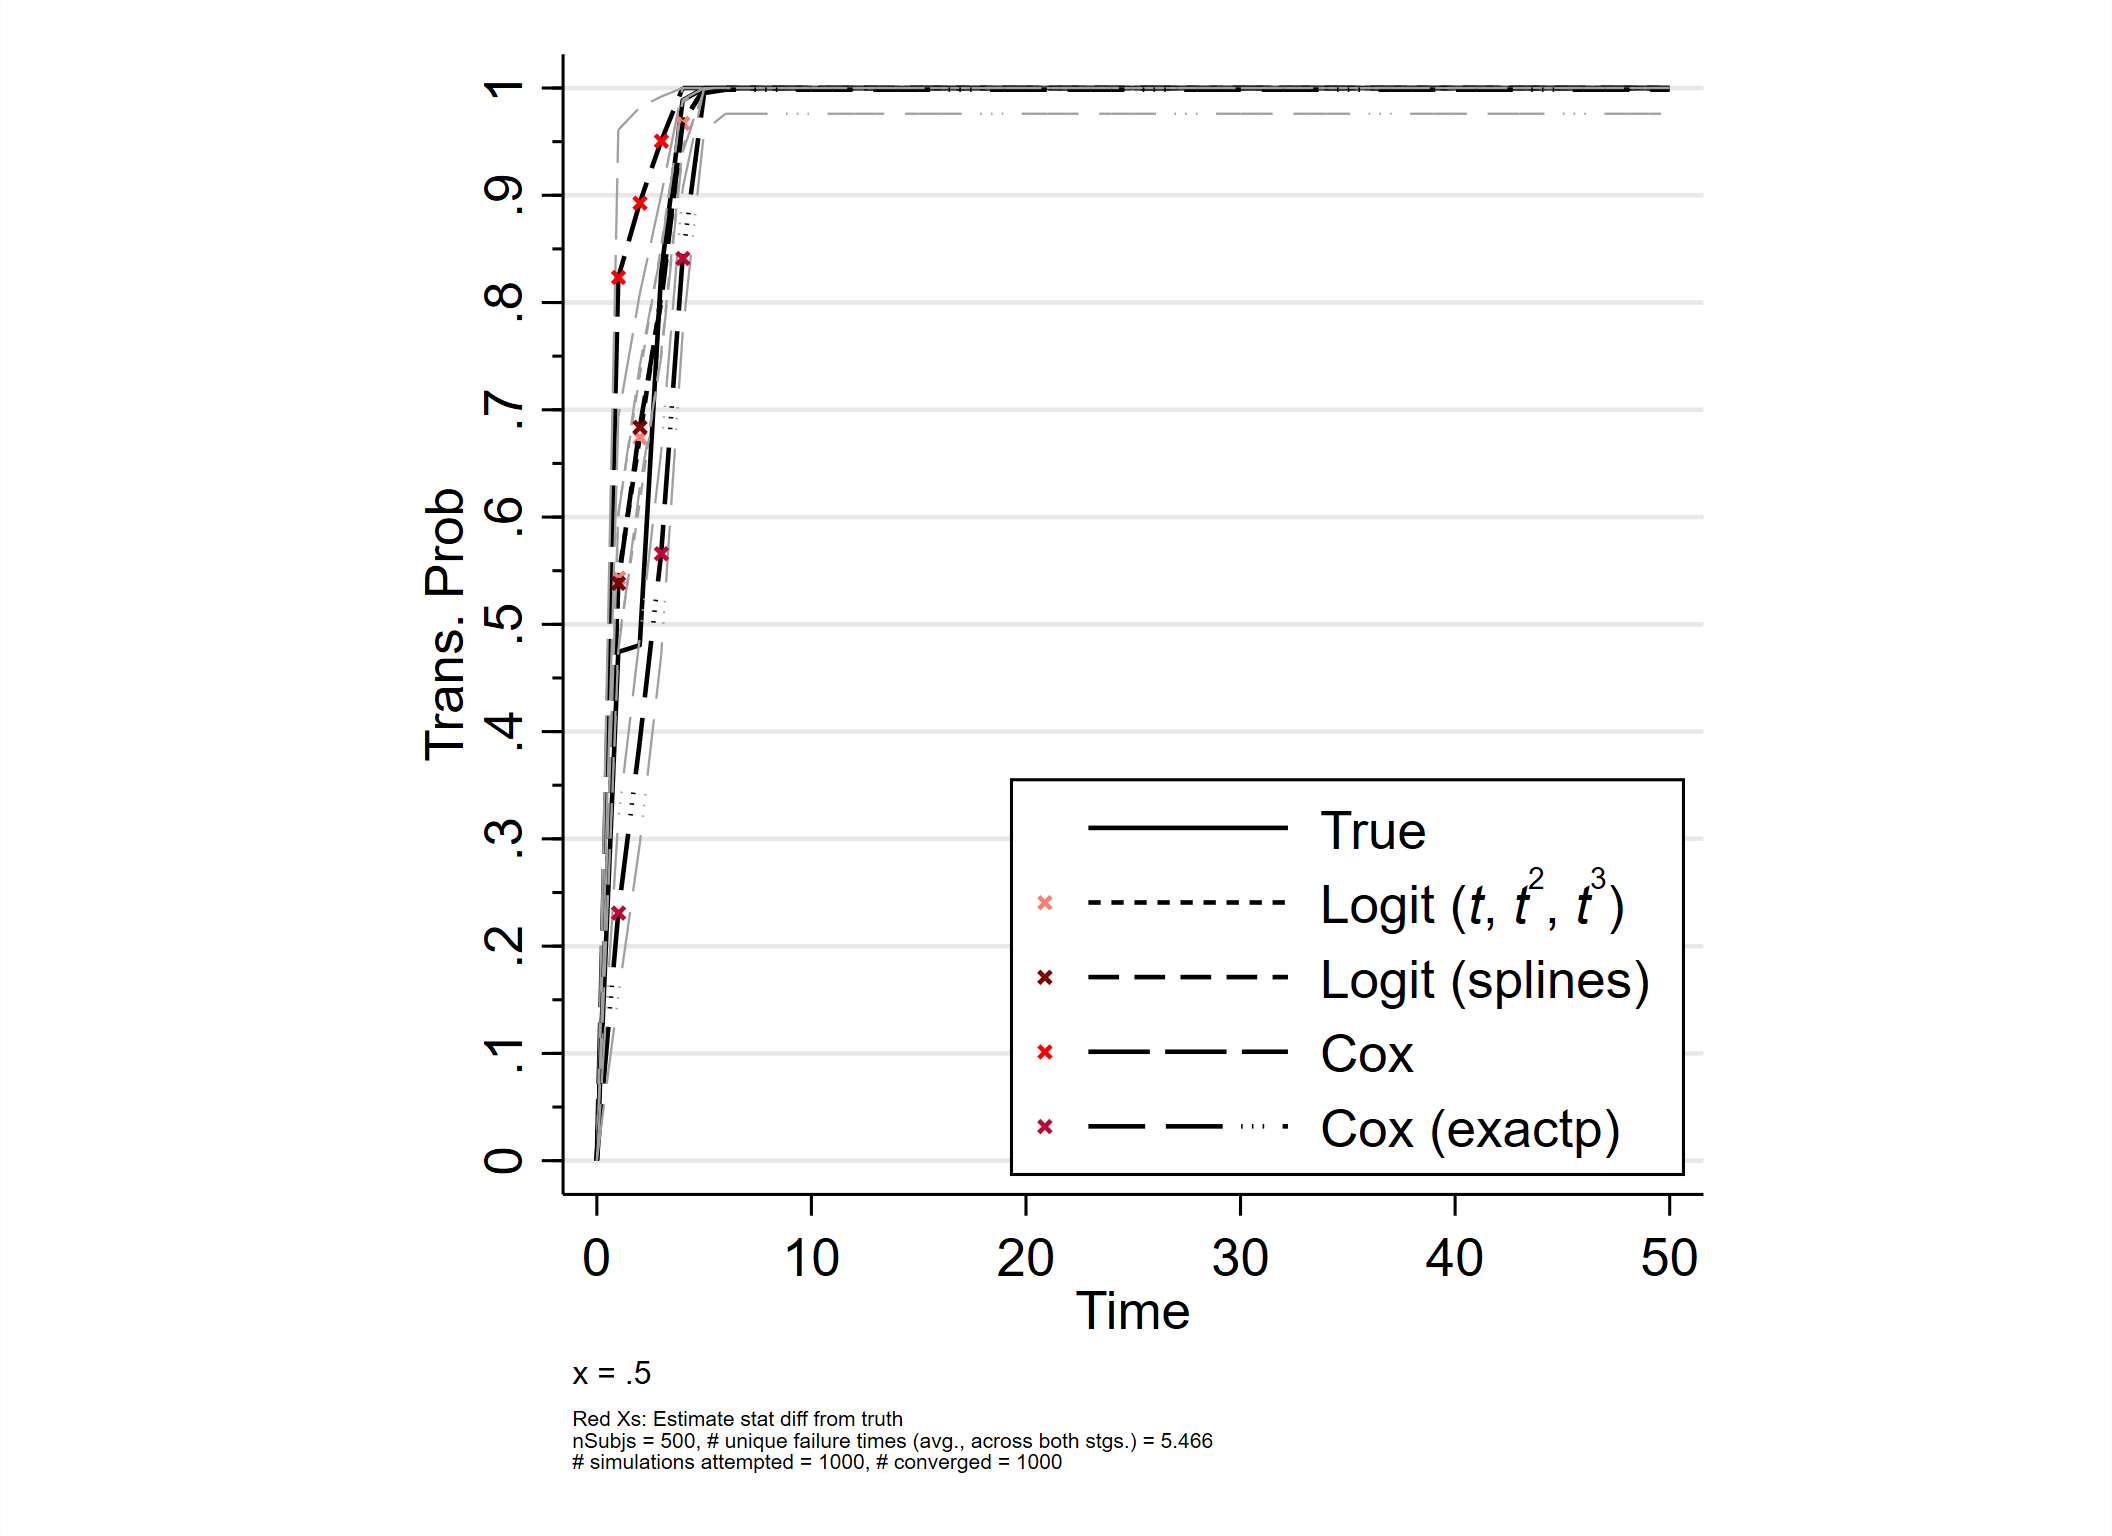 1
.9
.8
.7
.6
.5
.4
.3
.2
.1
0
Trans. Prob
True
Logit (t, t², t³)
Logit (splines)
Cox
Cox (exactp)
0 10 20 30 40 50
Time
x = .5
Red Xs: Estimate stat diff from truth
nSubjs = 500, # unique failure times (avg., across both stgs.) = 5.466
# simulations attempted = 1000, # converged = 1000